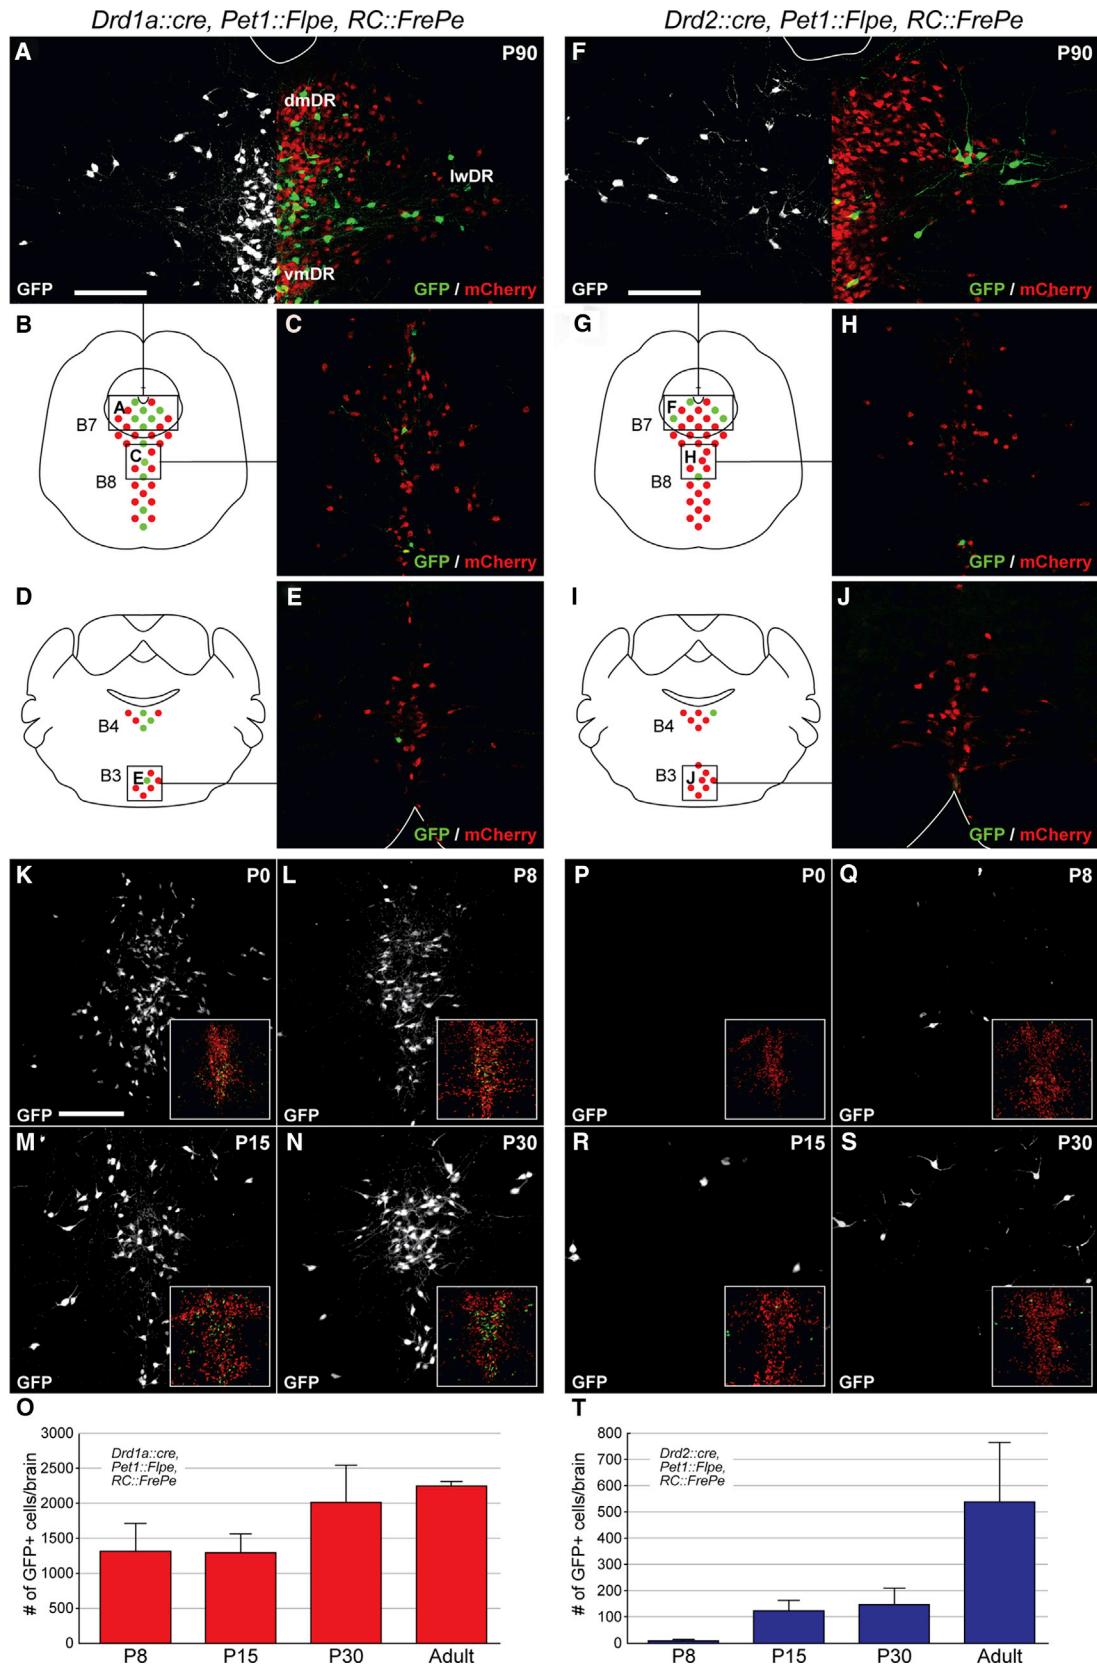 Drd1a::cre, Pet1::Flpe, RC::FrePe
Drd2::cre, Pet1::Flpe, RC::FrePe
A
P90
dmDR
lwDR
vmDR
GFP
GFP / mCherry
F
P90
GFP
GFP / mCherry
B
A
B7
C
B8
C
GFP / mCherry
G
F
B7
H
B8
H
GFP / mCherry
D
B4
B3
E
E
GFP / mCherry
I
B4
B3
J
J
GFP / mCherry
K
P0
GFP
L
P8
GFP
P
P0
GFP
Q
P8
GFP
M
P15
GFP
N
P30
GFP
R
P15
GFP
S
P30
GFP
O
# of GFP+ cells/brain
3000
2500
2000
1500
1000
500
0
Drd1a::cre,
Pet1::Flpe,
RC::FrePe
P8
P15
P30
Adult
T
# of GFP+ cells/brain
800
700
600
500
400
300
200
100
0
Drd2::cre,
Pet1::Flpe,
RC::FrePe
P8
P15
P30
Adult